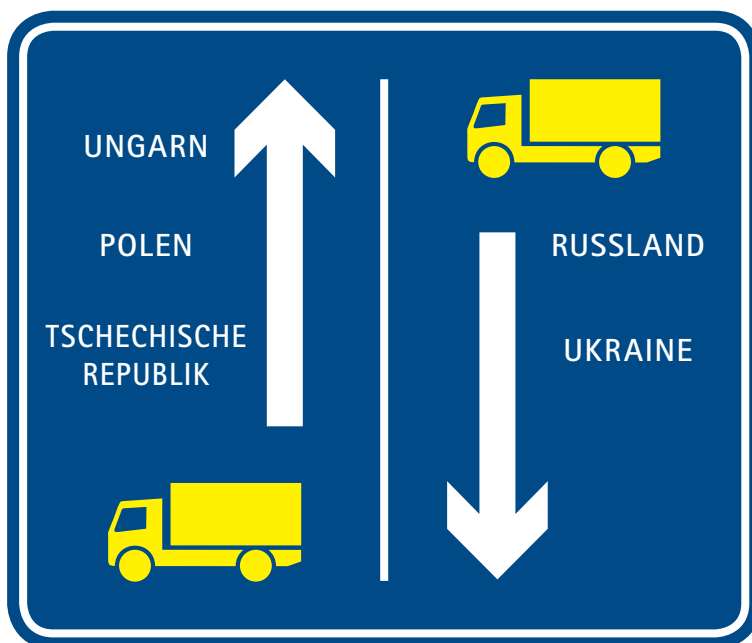 UNGARN
POLEN
TSCHECHISCHE
REPUBLIK
RUSSLAND
UKRAINE